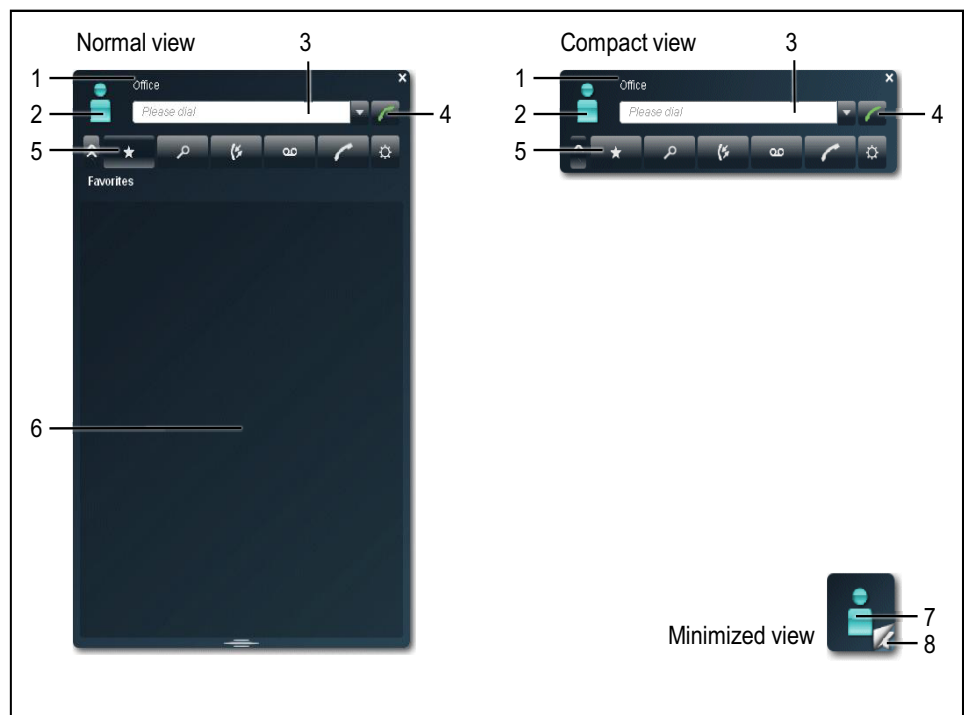 Normal view
3
1
Office
x
2
Please dial
4
5
Favorites
6
Compact view
3
1
Office
x
2
Please dial
4
5
Minimized view
7
8